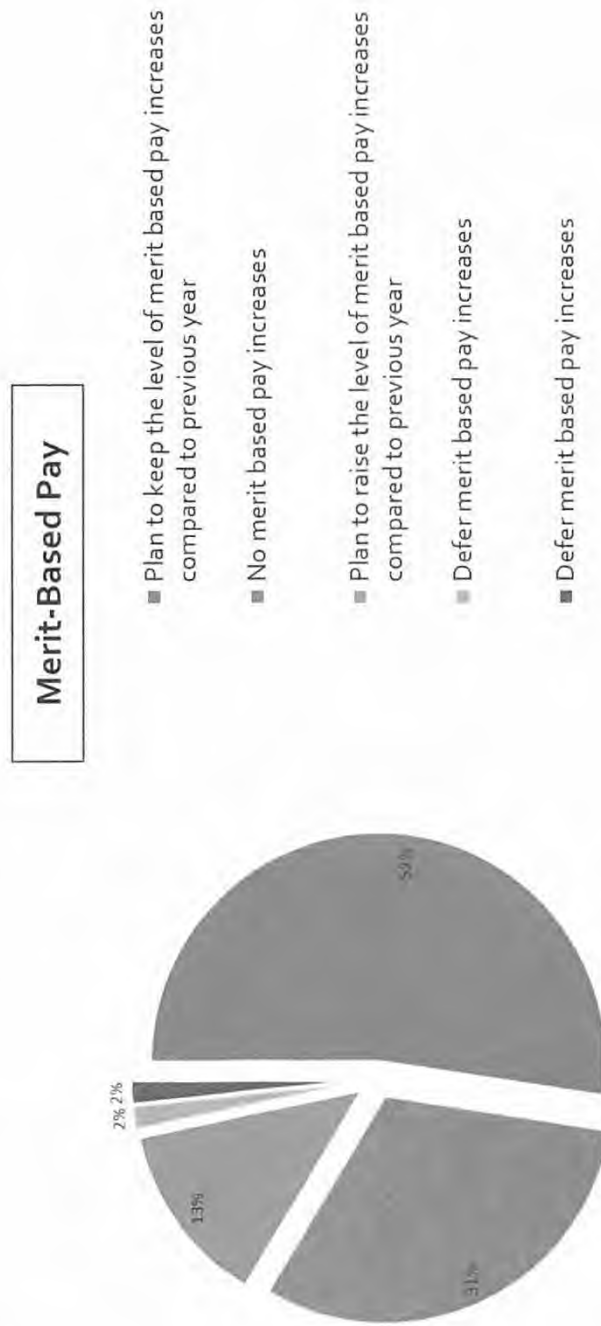 Merit-Based Pay
Plan to keep the level of merit based pay increases
compared to previous year
No merit based pay increases
Plan to raise the level of merit based pay increases
compared to previous year
Defer merit based pay increases
Defer merit based pay increases
2% 2%
13%
31%